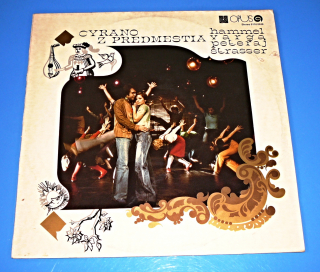 OPUS
CYRANO
Z PREDMESTIA
hammel
varga
peteraj
štrasser